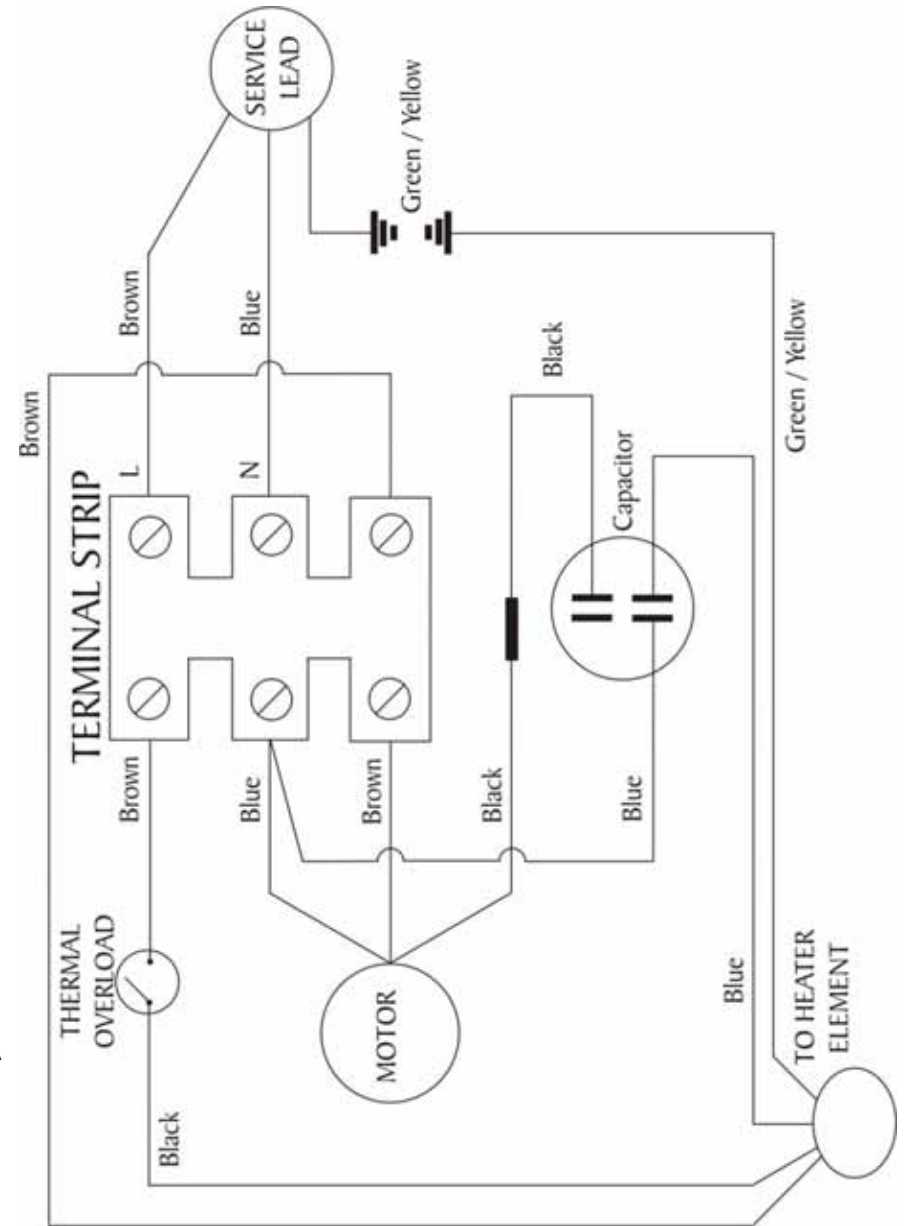 SERVICE
LEAD
Green / Yellow
Brown
Blue
Brown
Black
Green / Yellow
L
N
TERMINAL STRIP
Capacitor
Brown
Blue
Brown
Black
Blue
THERMAL
OVERLOAD
MOTOR
Blue
TO HEATER
ELEMENT
Black